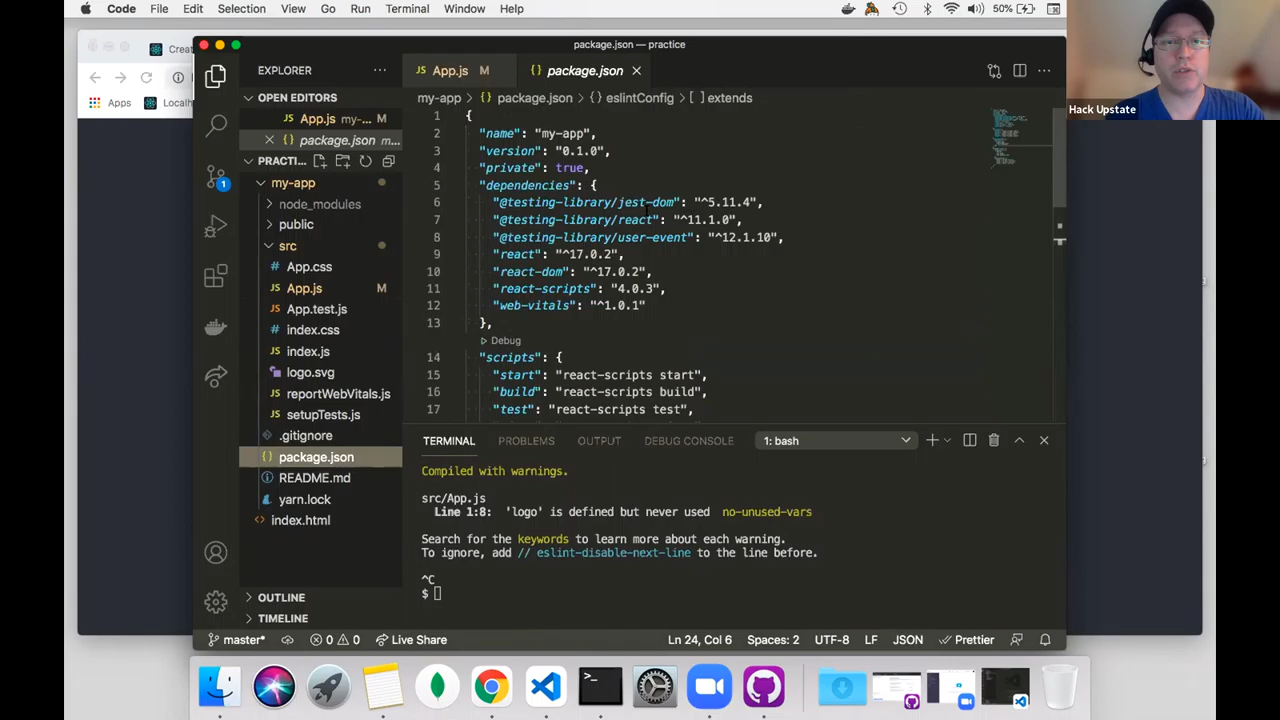 Code File Edit Selection View Go Run Terminal Window Help 50%
package.json — practice
Hack Upstate
Apps
EXPLORER
OPEN EDITORS
App.js my-... M
package.json m...
PRACTI...
my-app
node_modules
public
src
App.css
App.js M
App.test.js
index.css
index.js
logo.svg
reportWebVitals.js
setupTests.js
.gitignore
package.json
README.md
yarn.lock
index.html
OUTLINE
TIMELINE
App.js M package.json
my-app > package.json > eslintConfig > [ ] extends
1 {
2 "name": "my-app",
3 "version": "0.1.0",
4 "private": true,
5 "dependencies": {
6 "@testing-library/jest-dom": "^5.11.4",
7 "@testing-library/react": "^11.1.0",
8 "@testing-library/user-event": "^12.1.10",
9 "react": "^17.0.2",
10 "react-dom": "^17.0.2",
11 "react-scripts": "4.0.3",
12 "web-vitals": "^1.0.1"
13 },
Debug
14 "scripts": {
15 "start": "react-scripts start",
16 "build": "react-scripts build",
17 "test": "react-scripts test",
TERMINAL PROBLEMS OUTPUT DEBUG CONSOLE 1: bash
Compiled with warnings.
src/App.js
Line 1:8: 'logo' is defined but never used no-unused-vars
Search for the keywords to learn more about each warning.
To ignore, add // eslint-disable-next-line to the line before.
^C
$
master* 0 0 Live Share Ln 24, Col 6 Spaces: 2 UTF-8 LF JSON Prettier